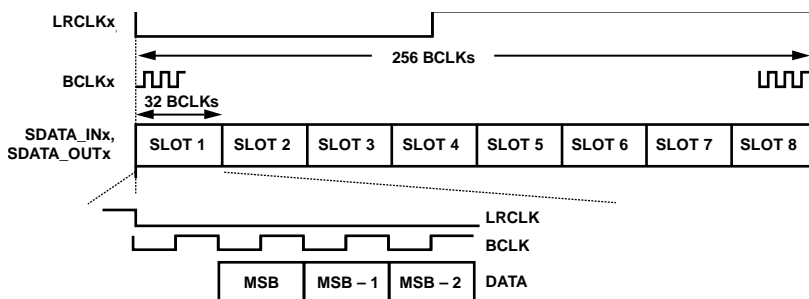 LRCLKx
256 BCLKs
BCLKx
32 BCLKs
SDATA_INx,
SDATA_OUTx
SLOT 1 SLOT 2 SLOT 3 SLOT 4 SLOT 5 SLOT 6 SLOT 7 SLOT 8
LRCLK
BCLK
MSB MSB – 1 MSB – 2 DATA